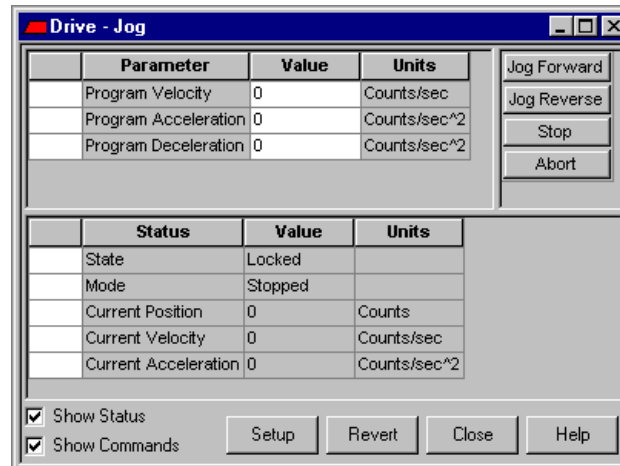 Drive - Jog
Parameter Value Units
Program Velocity 0 Counts/sec
Program Acceleration 0 Counts/sec^2
Program Deceleration 0 Counts/sec^2
Jog Forward
Jog Reverse
Stop
Abort
Status Value Units
State Locked
Mode Stopped
Current Position 0 Counts
Current Velocity 0 Counts/sec
Current Acceleration 0 Counts/sec^2
Show Status
Show Commands
Setup Revert Close Help